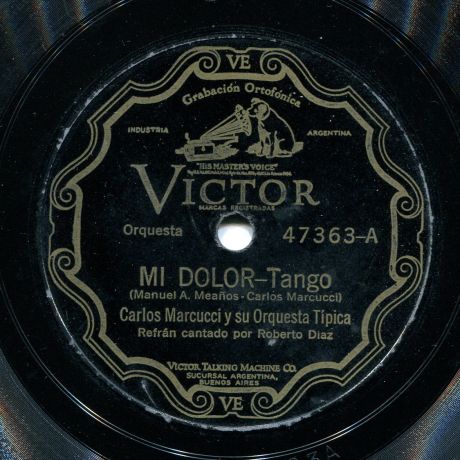 VE
Grabación Ortofónica
INDUSTRIA ARGENTINA
"HIS MASTER'S VOICE"
VICTOR
MARCAS REGISTRADAS
Orquesta 47363-A
MI DOLOR-Tango
(Manuel A. Meaños - Carlos Marcucci)
Carlos Marcucci y su Orquesta Típica
Refrán cantado por Roberto Diaz
VICTOR TALKING MACHINE CO.
SUCURSAL ARGENTINA,
BUENOS AIRES
VE